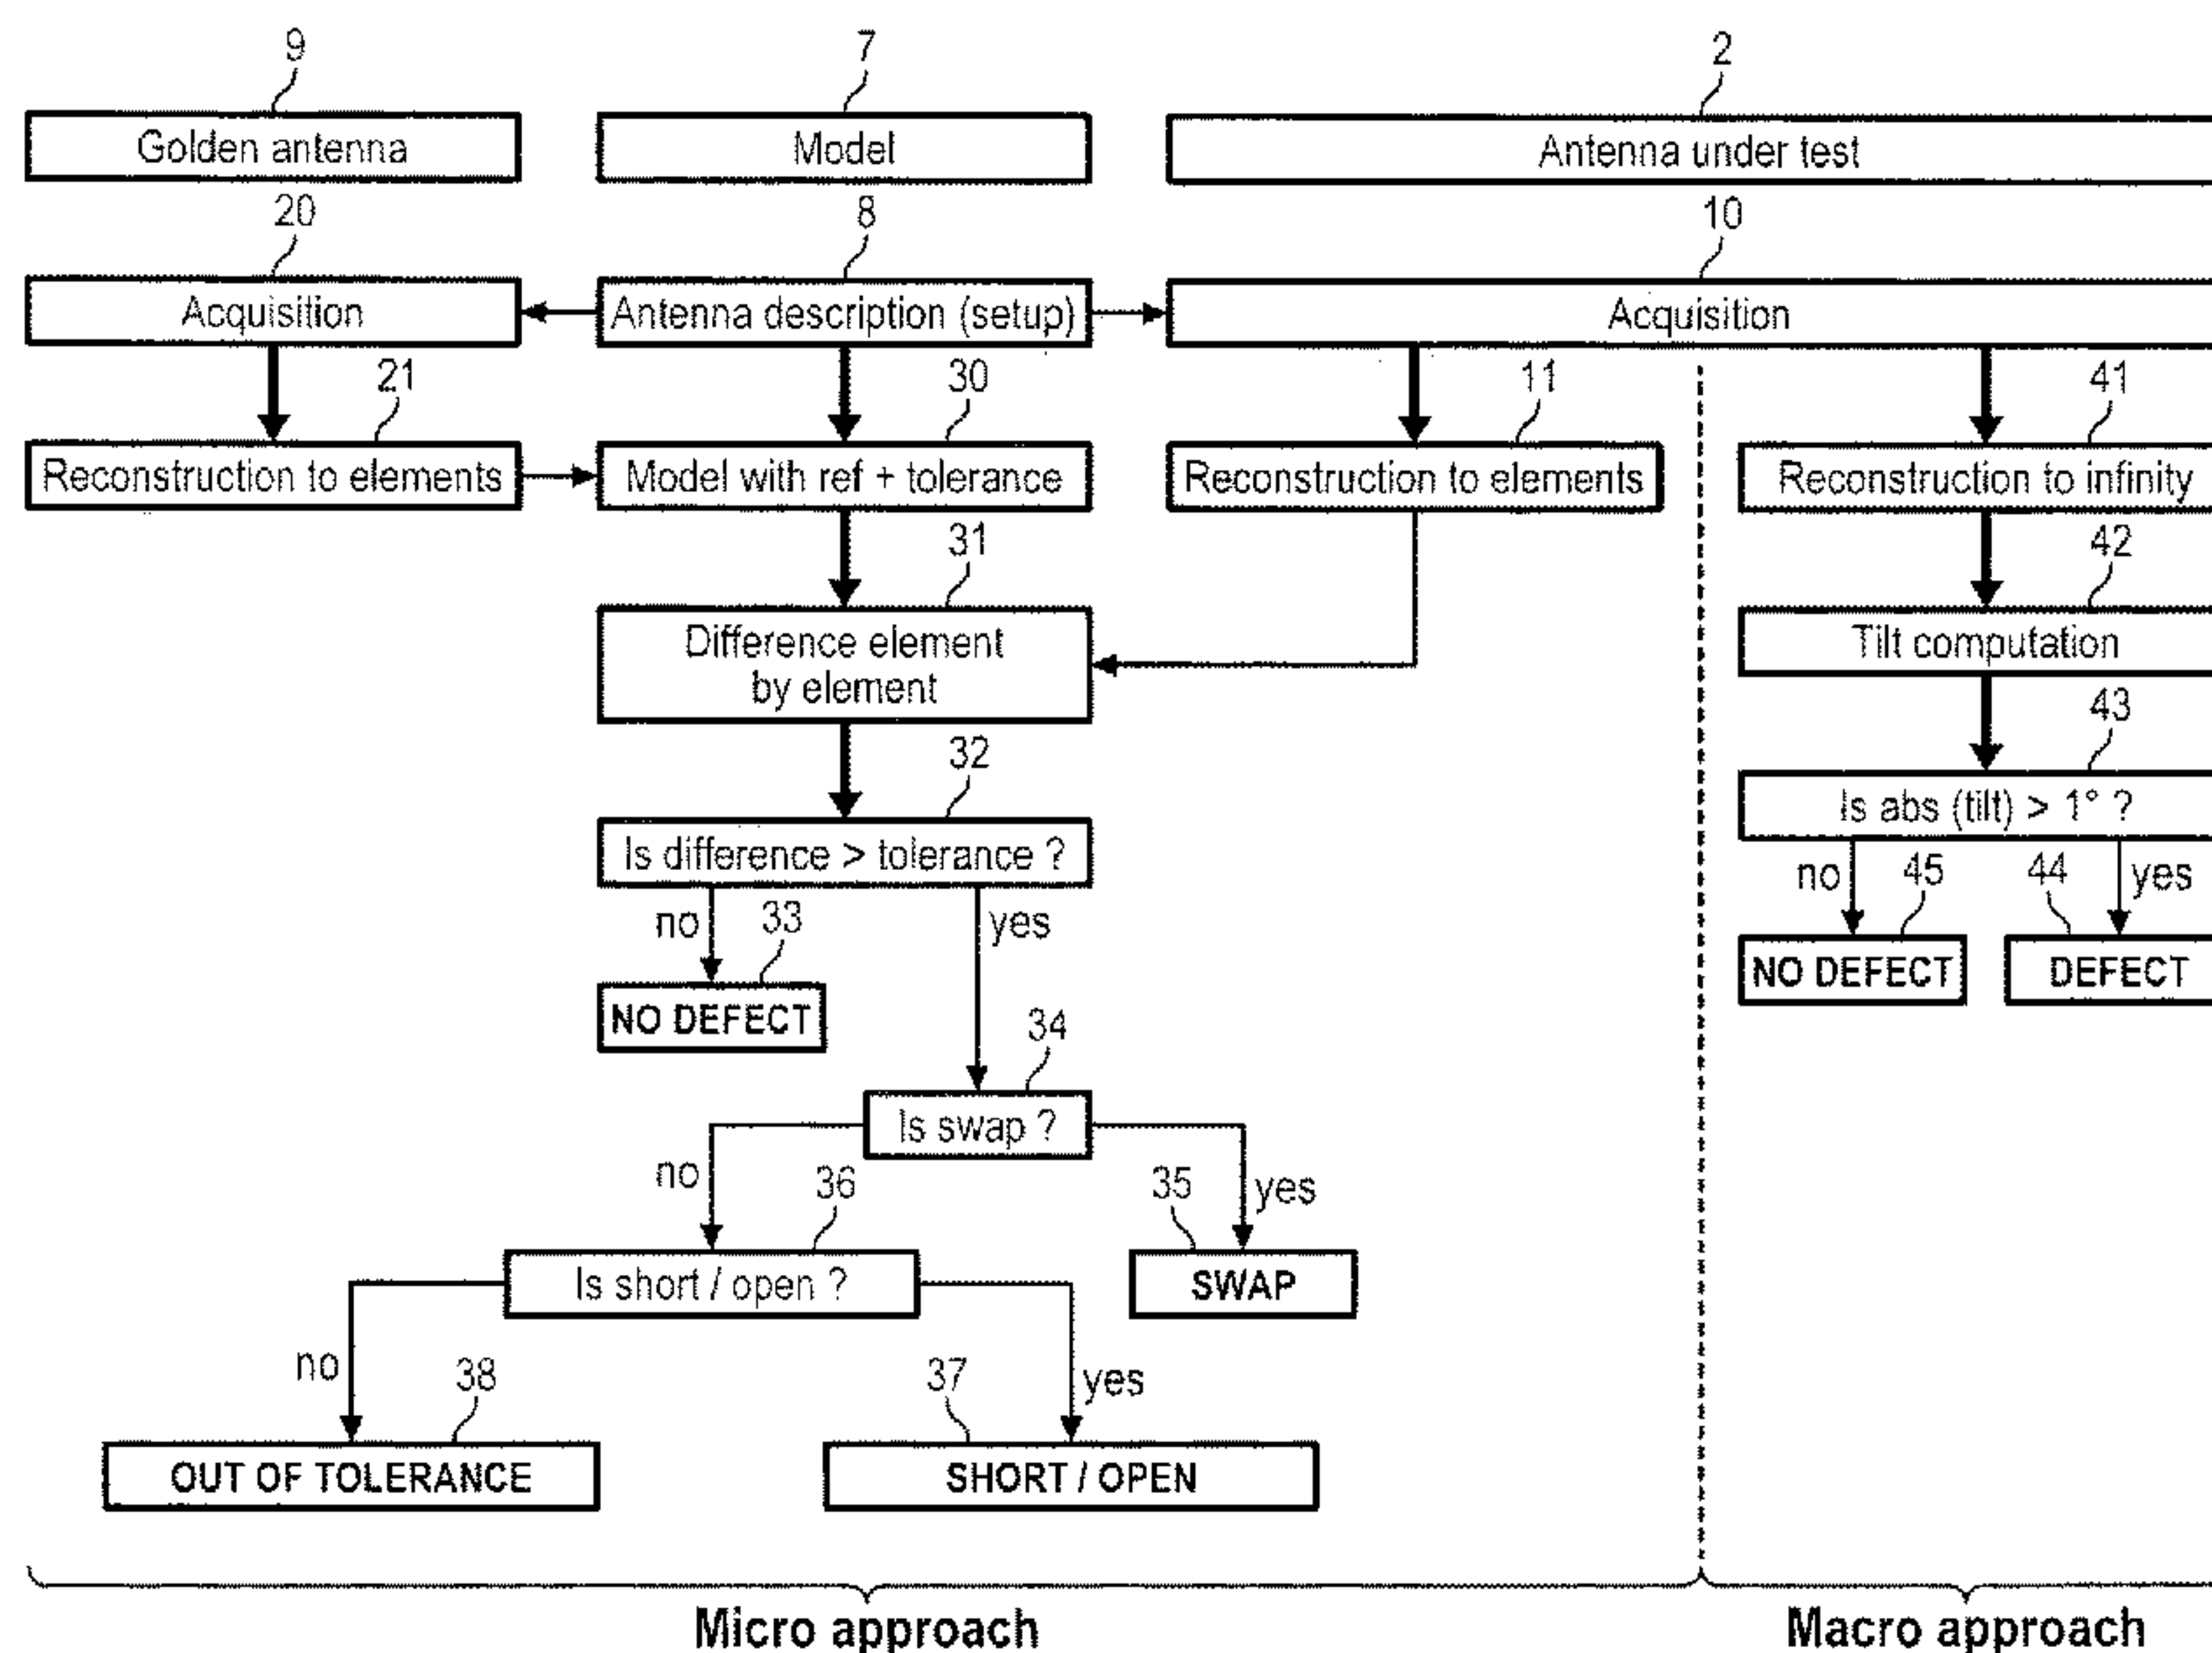 9
7
2
Golden antenna
Model
Antenna under test
20
8
10
Acquisition
Antenna description (setup)
Acquisition
21
30
11
41
Reconstruction to elements
Model with ref + tolerance
Reconstruction to elements
Reconstruction to infinity
31
42
Difference element
by element
Tilt computation
43
32
Is abs (tilt) > 1° ?
Is difference > tolerance ?
no
45
44
yes
no
33
yes
NO DEFECT
DEFECT
NO DEFECT
34
Is swap ?
no
36
35
yes
Is short / open ?
SWAP
no
38
37
yes
OUT OF TOLERANCE
SHORT / OPEN
Micro approach
Macro approach